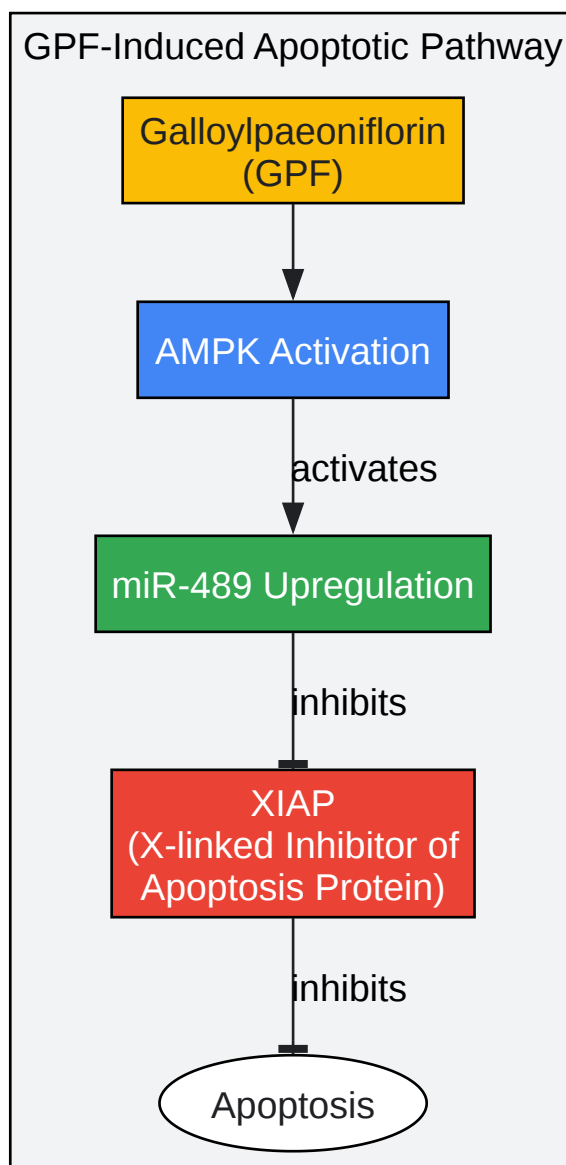 GPF-Induced Apoptotic Pathway
Galloylpaeoniflorin
(GPF)
AMPK Activation
activates
miR-489 Upregulation
inhibits
XIAP
(X-linked Inhibitor of
Apoptosis Protein)
inhibits
Apoptosis